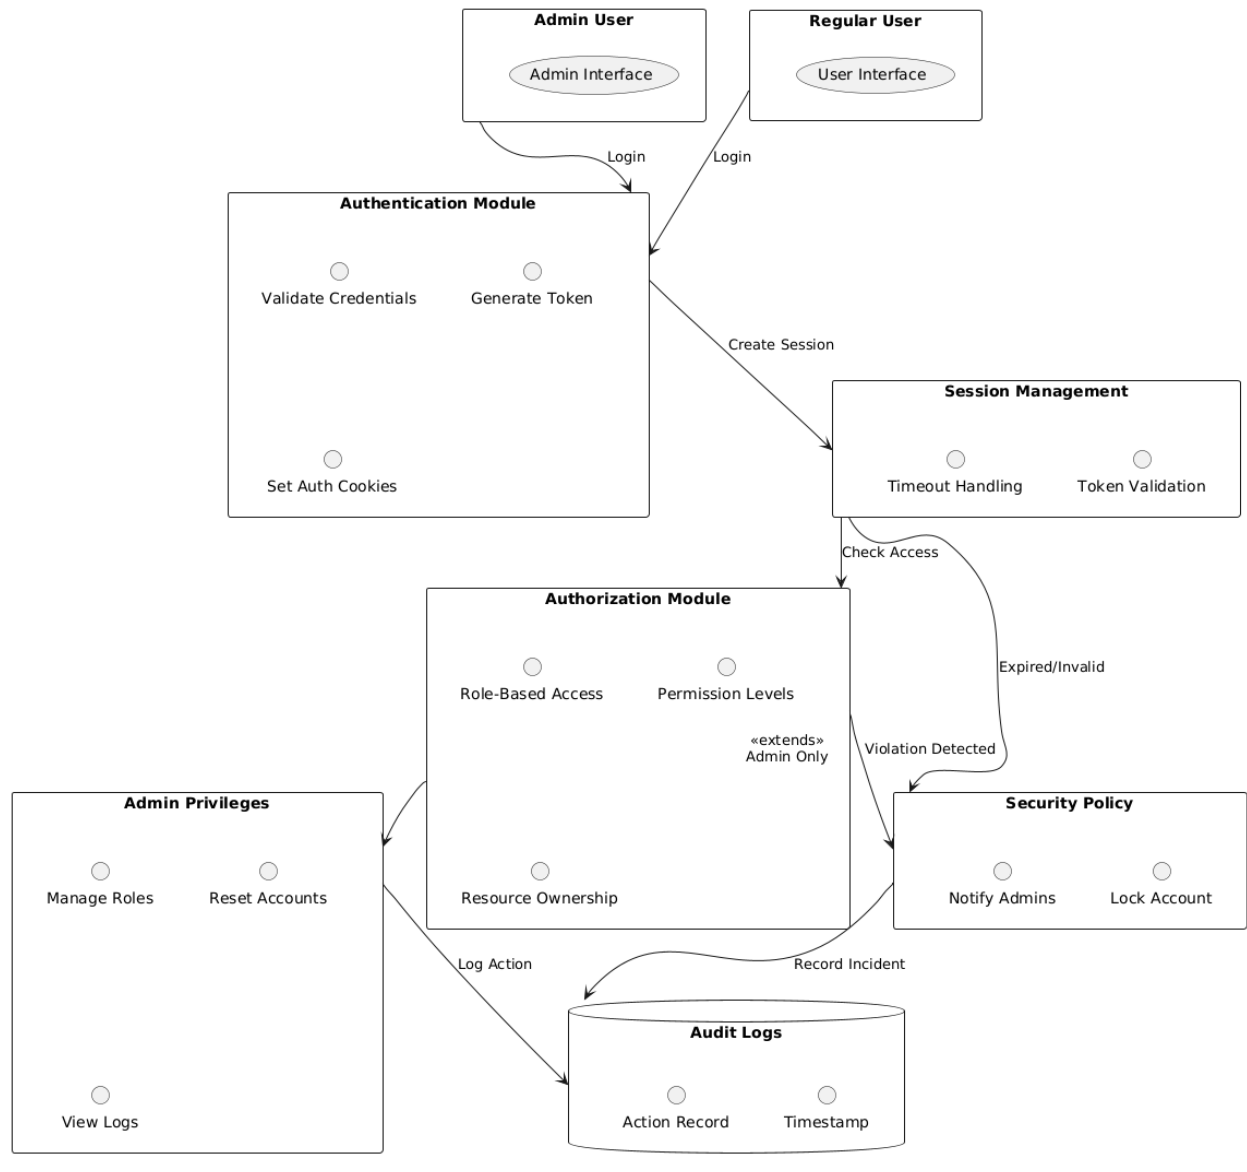 Admin User
Admin Interface
Regular User
User Interface
Login
Login
Authentication Module
Validate Credentials
Generate Token
Set Auth Cookies
Create Session
Session Management
Timeout Handling
Token Validation
Check Access
Expired/Invalid
Authorization Module
Role-Based Access
Permission Levels
«extends»
Admin Only
Resource Ownership
Violation Detected
Admin Privileges
Manage Roles
Reset Accounts
View Logs
Security Policy
Notify Admins
Lock Account
Log Action
Record Incident
Audit Logs
Action Record
Timestamp